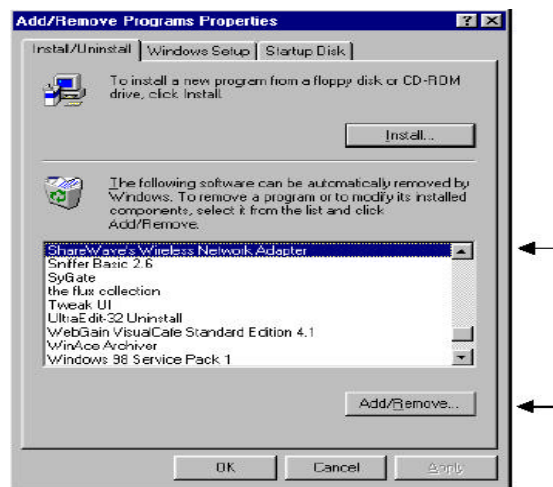 Add/Remove Programs Properties
Install/Uninstall
Windows Setup
Startup Disk
To install a new program from a floppy disk or CD-ROM
drive, click Install.
Install...
The following software can be automatically removed by
Windows. To remove a program or to modify its installed
components, select it from the list and click
Add/Remove.
ShareWave's Wireless Network Adapter
Sniffer Basic 2.6
SyGate
the flux collection
Tweak UI
UltraEdit-32 Uninstall
WebGain VisualCafe Standard Edition 4.1
WinAce Archiver
Windows 98 Service Pack 1
Add/Remove...
OK
Cancel
Apply